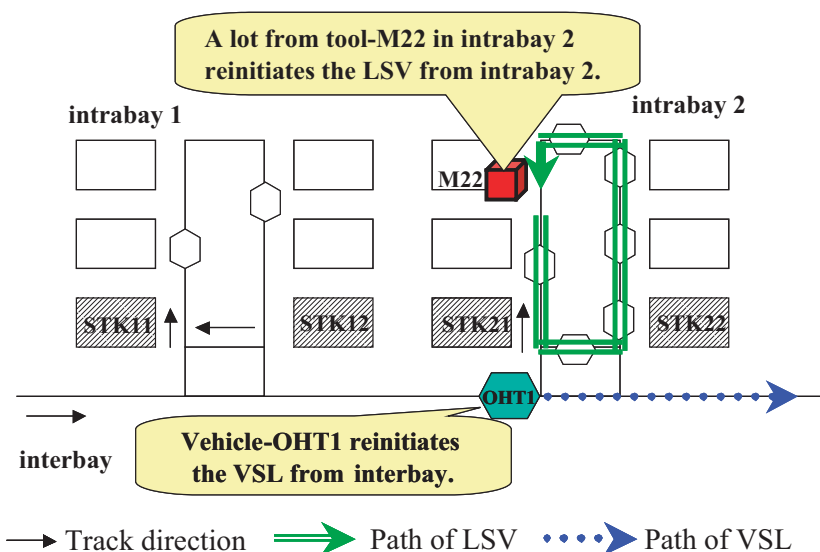 A lot from tool-M22 in intrabay 2
reinitiates the LSV from intrabay 2.
intrabay 1
intrabay 2
M22
STK11
STK12
STK21
STK22
OHT1
interbay
Vehicle-OHT1 reinitiates
the VSL from interbay.
Track direction
Path of LSV
Path of VSL